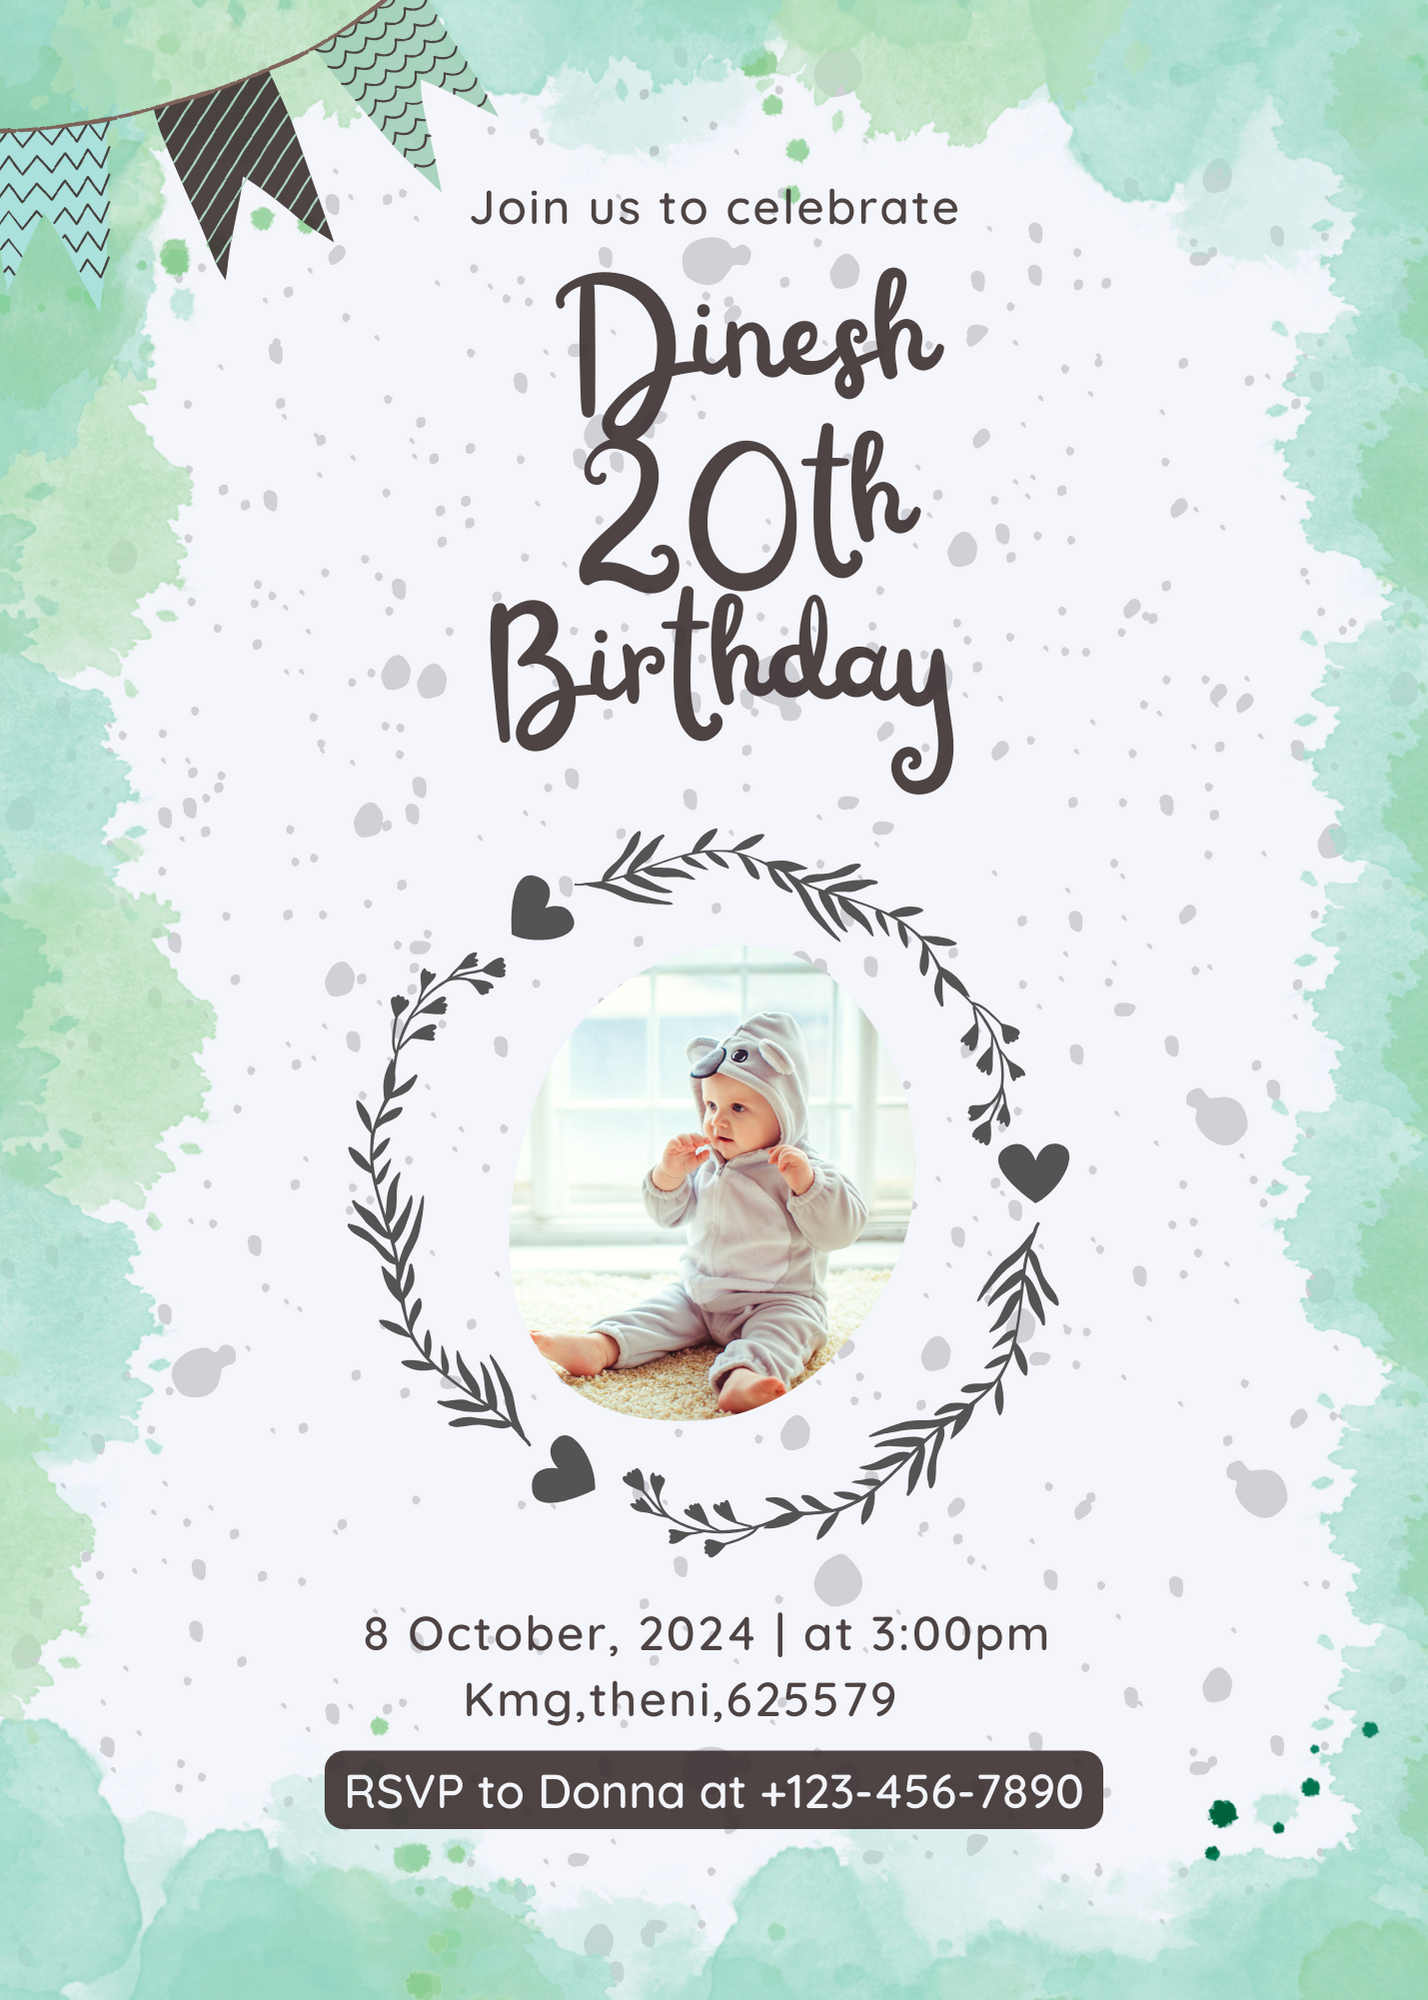 Join us to celebrate
Dinesh
20th
Birthday
8 October, 2024 | at 3:00pm
Kmg,theni,625579
RSVP to Donna at +123-456-7890